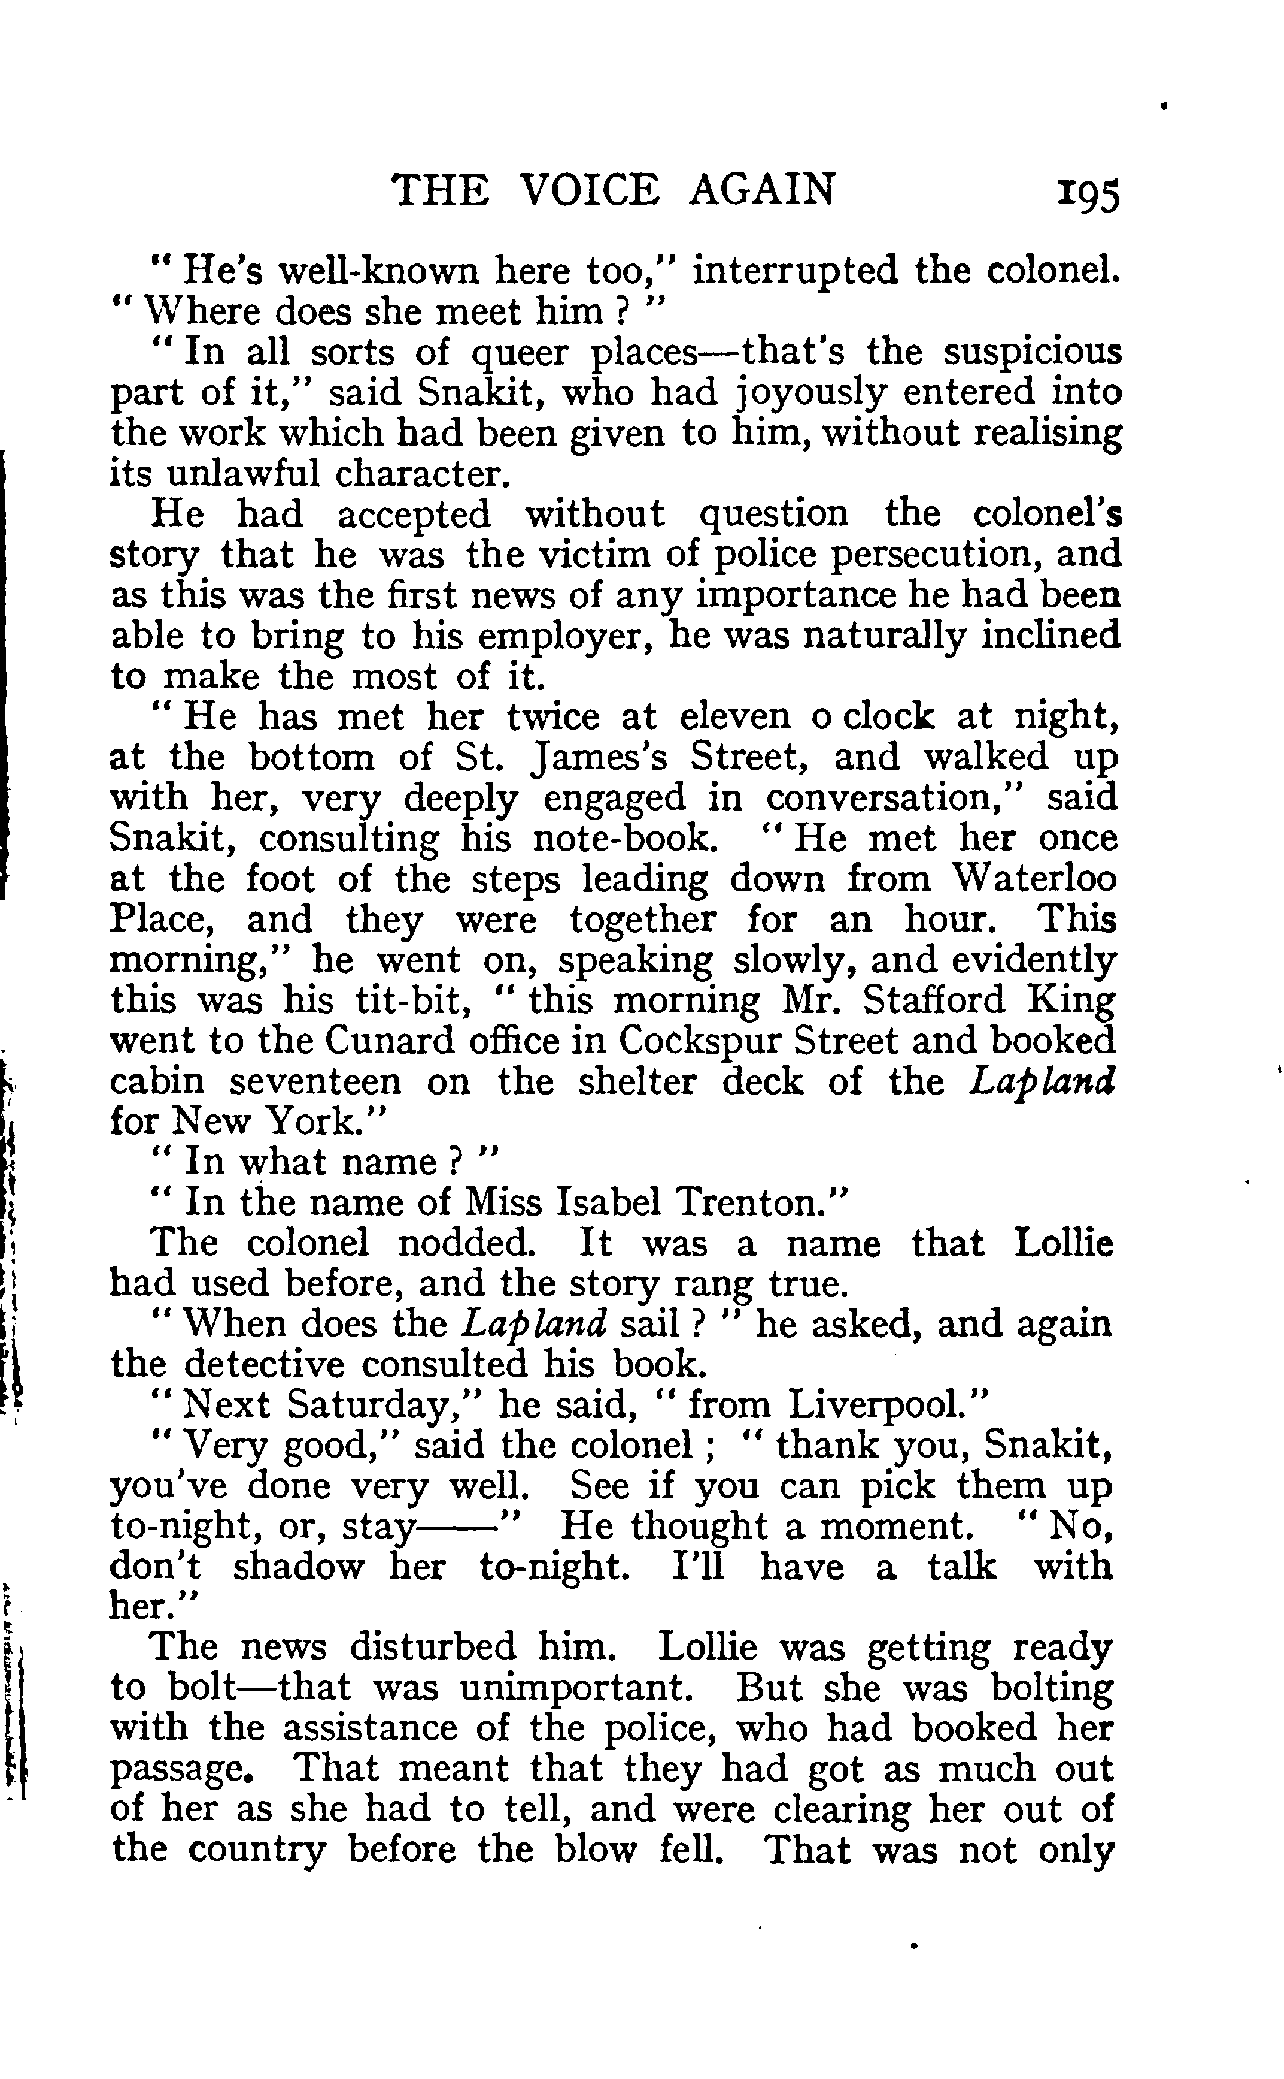 THE VOICE AGAIN 195
" He's well-known here too," interrupted the colonel.
" Where does she meet him ? "
" In all sorts of queer places—that's the suspicious
part of it," said Snakit, who had joyously entered into
the work which had been given to him, without realising
its unlawful character.
He had accepted without question the colonel's
story that he was the victim of police persecution, and
as this was the first news of any importance he had been
able to bring to his employer, he was naturally inclined
to make the most of it.
" He has met her twice at eleven o clock at night,
at the bottom of St. James's Street, and walked up
with her, very deeply engaged in conversation," said
Snakit, consulting his note-book. " He met her once
at the foot of the steps leading down from Waterloo
Place, and they were together for an hour. This
morning," he went on, speaking slowly, and evidently
this was his tit-bit, " this morning Mr. Stafford King
went to the Cunard office in Cockspur Street and booked
cabin seventeen on the shelter deck of the Lapland
for New York."
" In what name ? "
" In the name of Miss Isabel Trenton."
The colonel nodded. It was a name that Lollie
had used before, and the story rang true.
" When does the Lapland sail ? " he asked, and again
the detective consulted his book.
" Next Saturday," he said, " from Liverpool."
" Very good," said the colonel ; " thank you, Snakit,
you've done very well. See if you can pick them up
to-night, or, stay——" He thought a moment. " No,
don't shadow her to-night. I'll have a talk with
her."
The news disturbed him. Lollie was getting ready
to bolt—that was unimportant. But she was bolting
with the assistance of the police, who had booked her
passage. That meant that they had got as much out
of her as she had to tell, and were clearing her out of
the country before the blow fell. That was not only